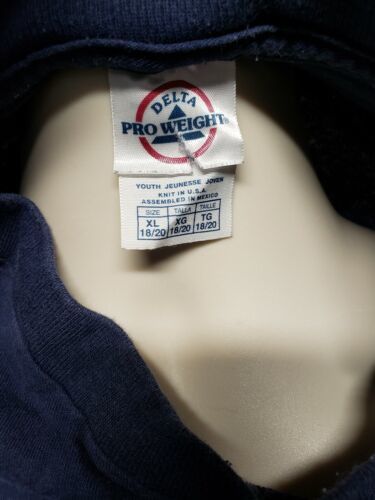 DELTA
PRO WEIGHT®
YOUTH JEUNESSE JOVEN
KNIT IN U.S.A.
ASSEMBLED IN MEXICO
SIZE TALLA TAILLE
XL XG TG
18/20 18/20 18/20